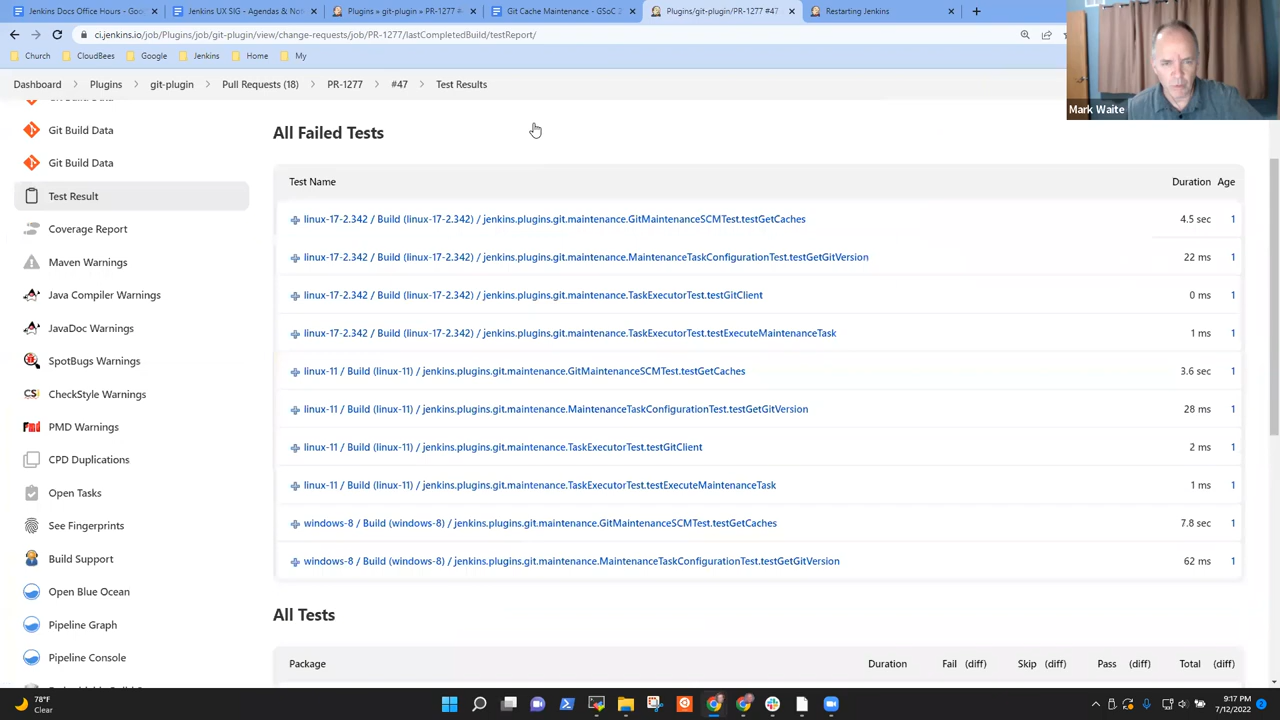 Jenkins Docs Office Hours - Goo
Jenkins UX SIG - Agendas & Not
Plugins » git-plugin » PR-1277 #
Git Cache Maintenance - GSoC 2
Plugins/git-plugin/PR-1277 #47
Restarting Jenkins
ci.jenkins.io/job/Plugins/job/git-plugin/view/change-requests/job/PR-1277/lastCompletedBuild/testReport/
Church
CloudBees
Google
Jenkins
Home
My
Mark Waite
Dashboard
Plugins
git-plugin
Pull Requests (18)
PR-1277
#47
Test Results
Git Build Data
Git Build Data
Git Build Data
Test Result
Coverage Report
Maven Warnings
Java Compiler Warnings
JavaDoc Warnings
SpotBugs Warnings
CheckStyle Warnings
PMD Warnings
CPD Duplications
Open Tasks
See Fingerprints
Build Support
Open Blue Ocean
Pipeline Graph
Pipeline Console
All Failed Tests
Test Name Duration Age
linux-17-2.342 / Build (linux-17-2.342) / jenkins.plugins.git.maintenance.GitMaintenanceSCMTest.testGetCaches 4.5 sec 1
linux-17-2.342 / Build (linux-17-2.342) / jenkins.plugins.git.maintenance.MaintenanceTaskConfigurationTest.testGetGitVersion 22 ms 1
linux-17-2.342 / Build (linux-17-2.342) / jenkins.plugins.git.maintenance.TaskExecutorTest.testGitClient 0 ms 1
linux-17-2.342 / Build (linux-17-2.342) / jenkins.plugins.git.maintenance.TaskExecutorTest.testExecuteMaintenanceTask 1 ms 1
linux-11 / Build (linux-11) / jenkins.plugins.git.maintenance.GitMaintenanceSCMTest.testGetCaches 3.6 sec 1
linux-11 / Build (linux-11) / jenkins.plugins.git.maintenance.MaintenanceTaskConfigurationTest.testGetGitVersion 28 ms 1
linux-11 / Build (linux-11) / jenkins.plugins.git.maintenance.TaskExecutorTest.testGitClient 2 ms 1
linux-11 / Build (linux-11) / jenkins.plugins.git.maintenance.TaskExecutorTest.testExecuteMaintenanceTask 1 ms 1
windows-8 / Build (windows-8) / jenkins.plugins.git.maintenance.GitMaintenanceSCMTest.testGetCaches 7.8 sec 1
windows-8 / Build (windows-8) / jenkins.plugins.git.maintenance.MaintenanceTaskConfigurationTest.testGetGitVersion 62 ms 1
All Tests
Package Duration Fail (diff) Skip (diff) Pass (diff) Total (diff)
78°F
Clear
9:17 PM
7/12/2022